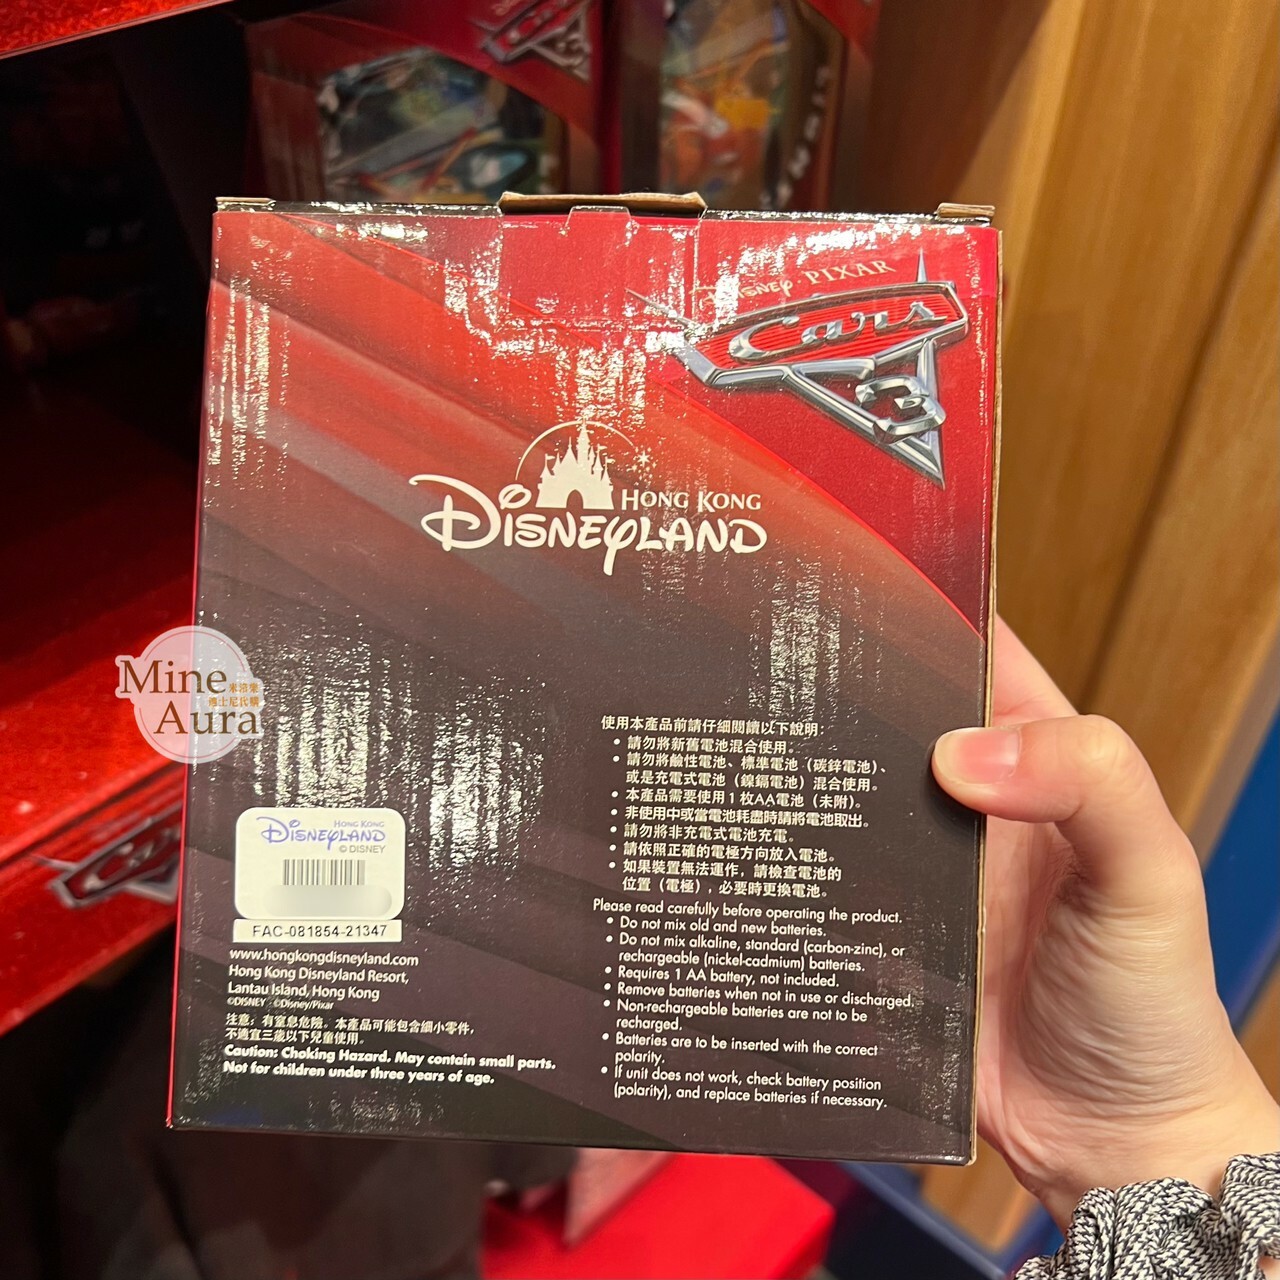 DISNEY · PIXAR
Cars
3
HONG KONG
DISNEYLAND
Mine
Aura
使用本產品前請仔細閱讀以下說明:
• 請勿將新舊電池混合使用。
• 請勿將鹼性電池、標準電池（碳鋅電池）、
或是充電式電池（鎳鎘電池）混合使用。
• 本產品需要使用1枚AA電池（未附）。
• 非使用中或當電池耗盡時請將電池取出。
• 請勿將非充電式電池充電。
• 請依照正確的電極方向放入電池。
• 如果裝置無法運作，請檢查電池的
位置（電極），必要時更換電池。
Please read carefully before operating the product.
• Do not mix old and new batteries.
• Do not mix alkaline, standard (carbon-zinc), or
rechargeable (nickel-cadmium) batteries.
• Requires 1 AA battery, not included.
• Remove batteries when not in use or discharged.
• Non-rechargeable batteries are not to be
recharged.
• Batteries are to be inserted with the correct
polarity.
• If unit does not work, check battery position
(polarity), and replace batteries if necessary.
HONG KONG
DISNEYLAND
© DISNEY
FAC-081854-21347
www.hongkongdisneyland.com
Hong Kong Disneyland Resort,
Lantau Island, Hong Kong
©DISNEY ©Disney/Pixar
注意: 有窒息危險。本產品可能包含細小零件，
不適宜三歲以下兒童使用。
Caution: Choking Hazard. May contain small parts.
Not for children under three years of age.
Cars